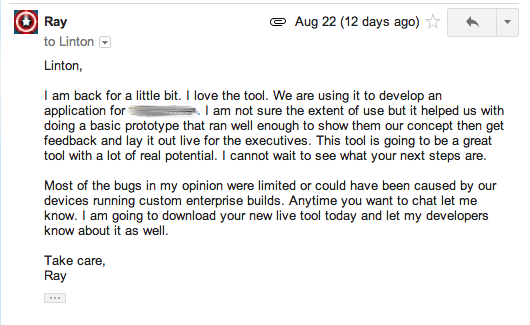 Ray
Aug 22 (12 days ago)
to Linton
Linton,
I am back for a little bit. I love the tool. We are using it to develop an
application for . I am not sure the extent of use but it helped us with
doing a basic prototype that ran well enough to show them our concept then get
feedback and lay it out live for the executives. This tool is going to be a great
tool with a lot of real potential. I cannot wait to see what your next steps are.
Most of the bugs in my opinion were limited or could have been caused by our
devices running custom enterprise builds. Anytime you want to chat let me
know. I am going to download your new live tool today and let my developers
know about it as well.
Take care,
Ray